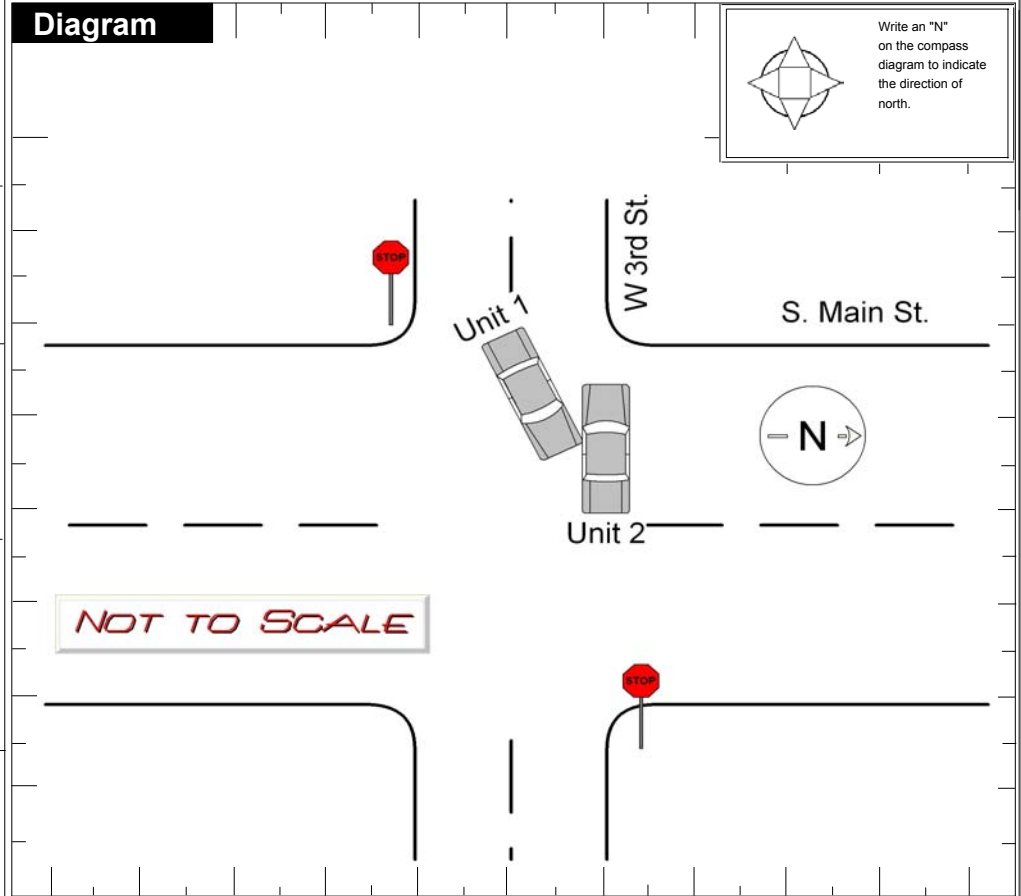 Diagram
Write an "N"
on the compass
diagram to indicate
the direction of
north.
W 3rd St.
STOP
Unit 1
S. Main St.
N
Unit 2
NOT TO SCALE
STOP